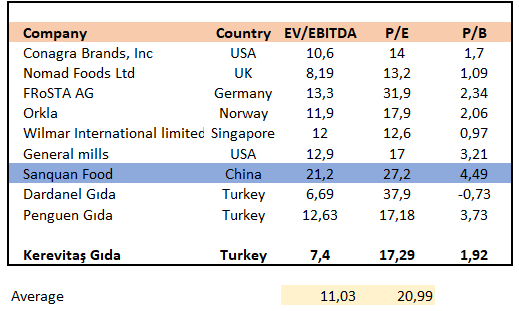 Company Country EV/EBITDA P/E P/B
Conagra Brands, Inc USA 10,6 14 1,7
Nomad Foods Ltd UK 8,19 13,2 1,09
FRoSTA AG Germany 13,3 31,9 2,34
Orkla Norway 11,9 17,9 2,06
Wilmar International limited Singapore 12 12,6 0,97
General mills USA 12,9 17 3,21
Sanquan Food China 21,2 27,2 4,49
Dardanel Gıda Turkey 6,69 37,9 -0,73
Penguen Gıda Turkey 12,63 17,18 3,73
Kerevitaş Gıda Turkey 7,4 17,29 1,92
Average 11,03 20,99